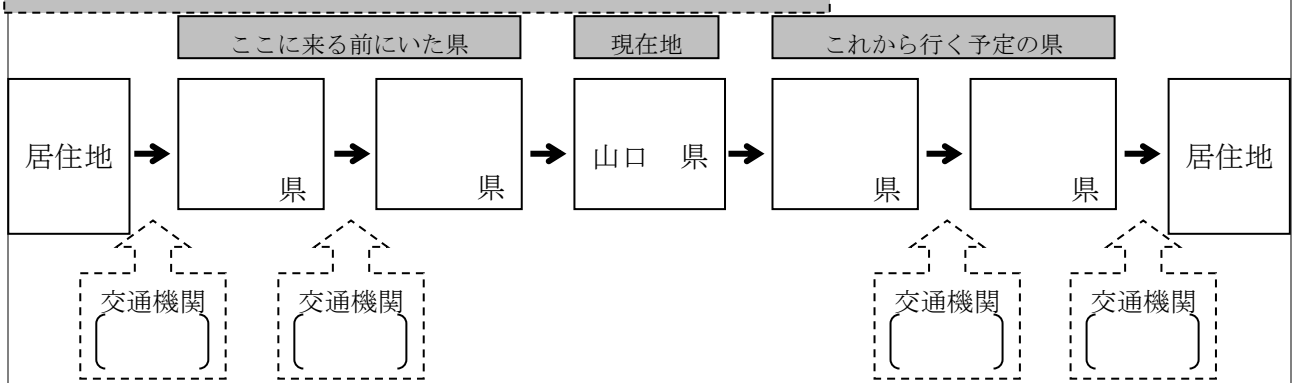 ここに来る前にいた県 現在地 これから行く予定の県
居住地 県 県 山口 県 県 県 居住地
交通機関 交通機関 交通機関 交通機関